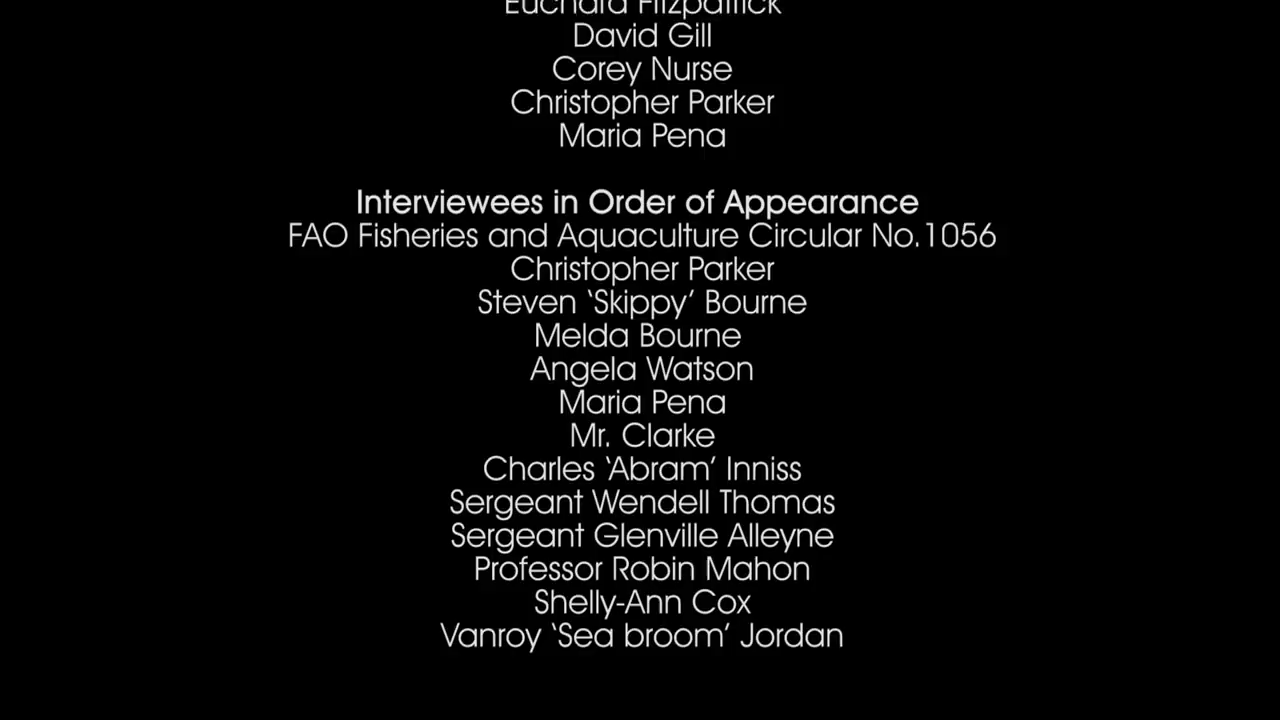 Euchard Fitzpatrick
David Gill
Corey Nurse
Christopher Parker
Maria Pena
Interviewees in Order of Appearance
FAO Fisheries and Aquaculture Circular No.1056
Christopher Parker
Steven ‘Skippy’ Bourne
Melda Bourne
Angela Watson
Maria Pena
Mr. Clarke
Charles ‘Abram’ Inniss
Sergeant Wendell Thomas
Sergeant Glenville Alleyne
Professor Robin Mahon
Shelly-Ann Cox
Vanroy ‘Sea broom’ Jordan